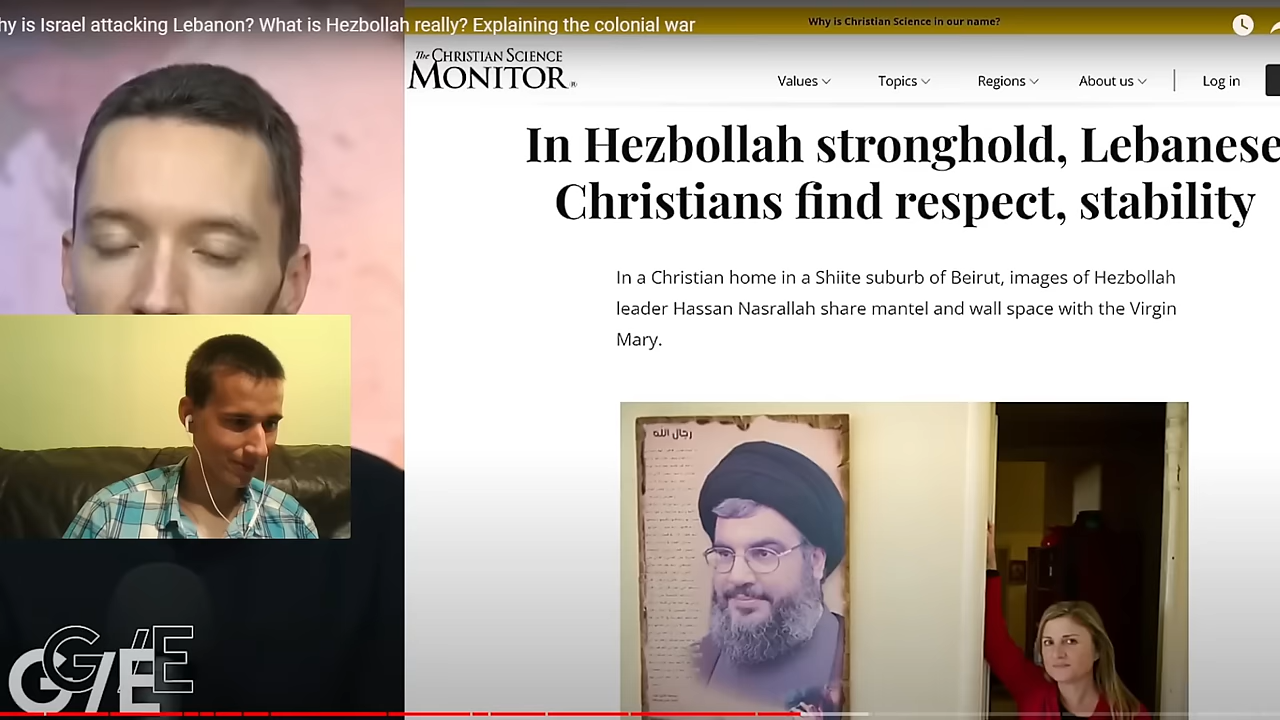 hy is Israel attacking Lebanon? What is Hezbollah really? Explaining the colonial war
Why is Christian Science in our name?
The CHRISTIAN SCIENCE
MONITOR®
Values
Topics
Regions
About us
Log in
In Hezbollah stronghold, Lebanese
Christians find respect, stability
In a Christian home in a Shiite suburb of Beirut, images of Hezbollah
leader Hassan Nasrallah share mantel and wall space with the Virgin
Mary.
رجال الله
G/E
G/E